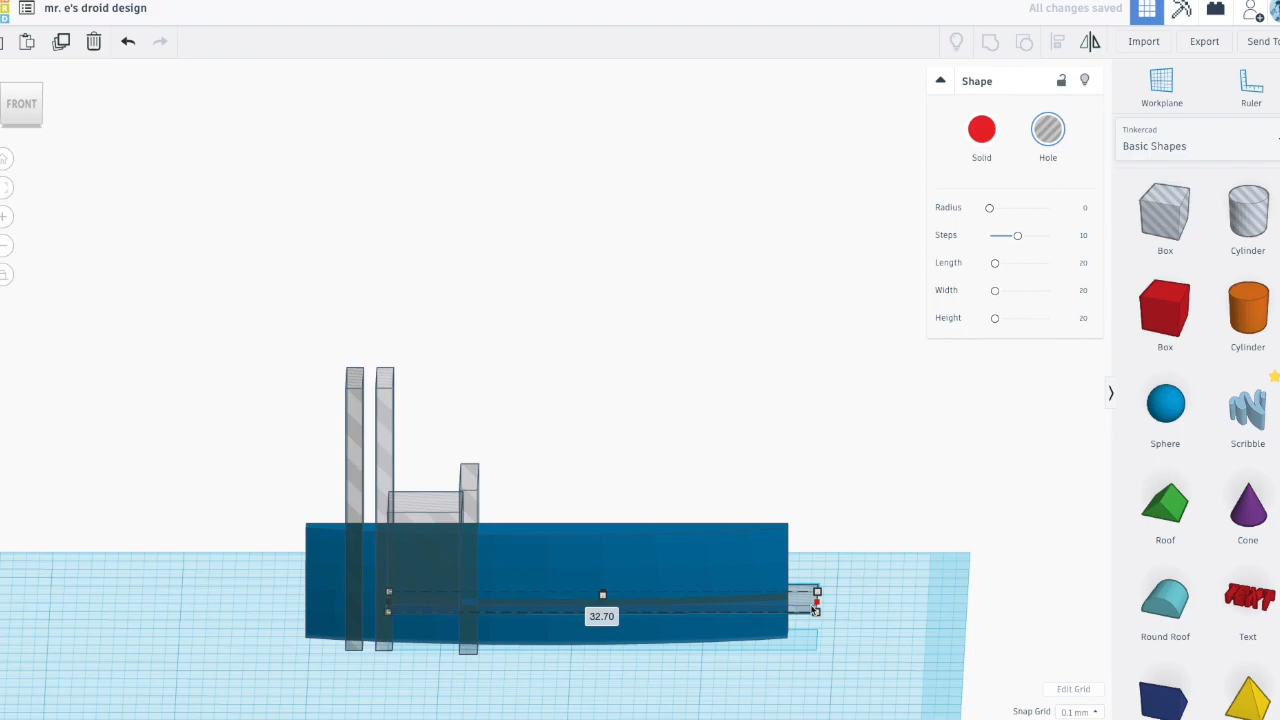 mr. e's droid design
All changes saved
Import
Export
Send To
FRONT
Shape
Solid
Hole
Radius 0
Steps 10
Length 20
Width 20
Height 20
Workplane
Ruler
Tinkercad
Basic Shapes
Box
Cylinder
Box
Cylinder
Sphere
Scribble
Roof
Cone
Round Roof
Text
32.70
Edit Grid
Snap Grid 0.1 mm